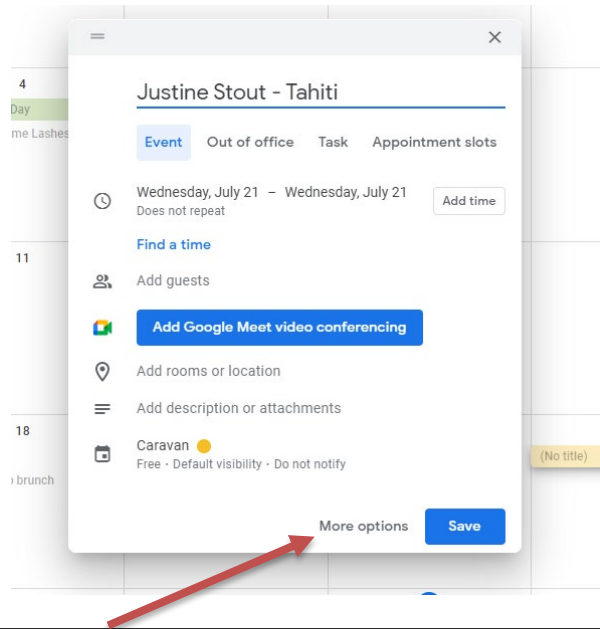 4
Day
me Lashes
11
18
brunch
Justine Stout - Tahiti
Event Out of office Task Appointment slots
Wednesday, July 21 – Wednesday, July 21
Add time
Does not repeat
Find a time
Add guests
Add Google Meet video conferencing
Add rooms or location
Add description or attachments
Caravan
Free · Default visibility · Do not notify
More options Save
(No title)